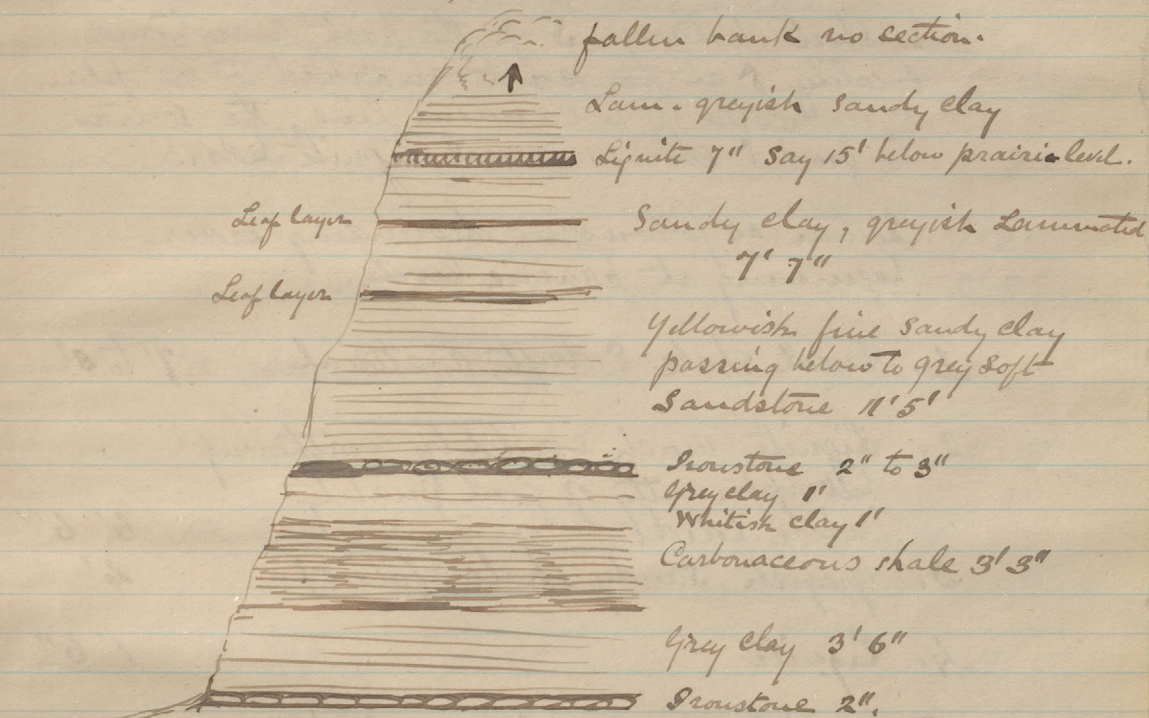 fallen bank no section.
Lam. greyish sandy clay
Lignite 7" say 15' below prairie level.
Leaf layer
Sandy clay, greyish Laminated
7' 7"
Leaf layer
Yellowish fine sandy clay
passing below to grey soft
Sandstone 11' 5'
Ironstone 2" to 3"
Grey clay 1'
Whitish clay 1'
Carbonaceous shale 3' 3"
Grey clay 3' 6"
Ironstone 2".